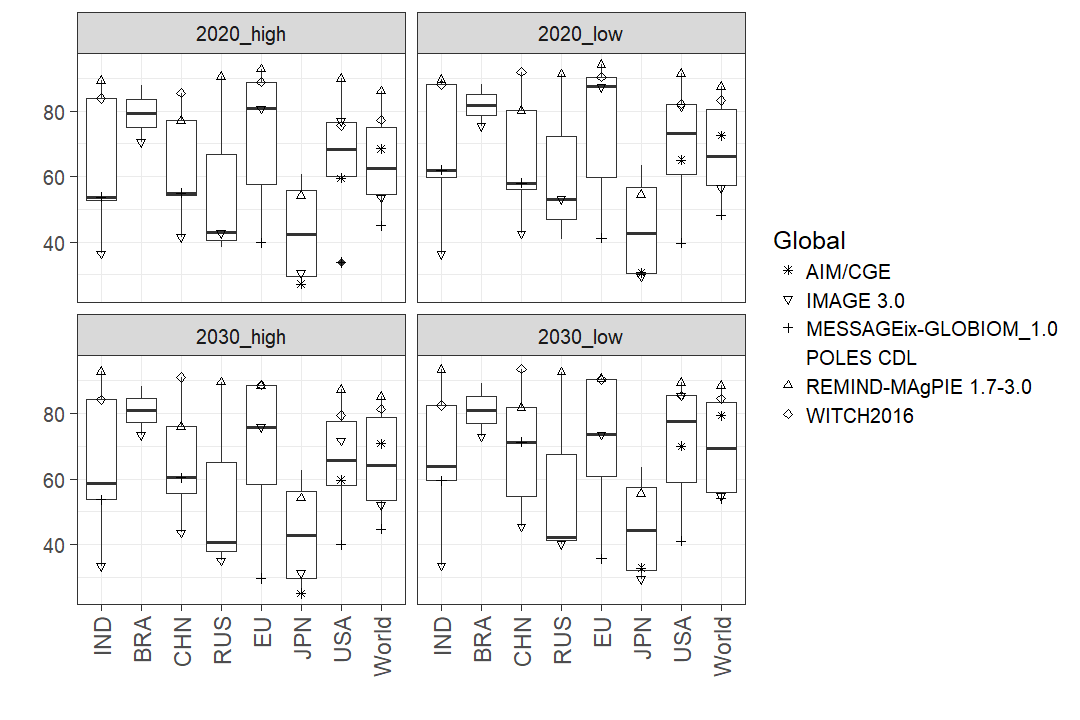 2020_high
2020_low
80
60
40
2030_high
2030_low
80
60
40
IND
BRA
CHN
RUS
EU
JPN
USA
World
IND
BRA
CHN
RUS
EU
JPN
USA
World
Global
AIM/CGE
IMAGE 3.0
MESSAGEix-GLOBIOM_1.0
POLES CDL
REMIND-MAgPIE 1.7-3.0
WITCH2016